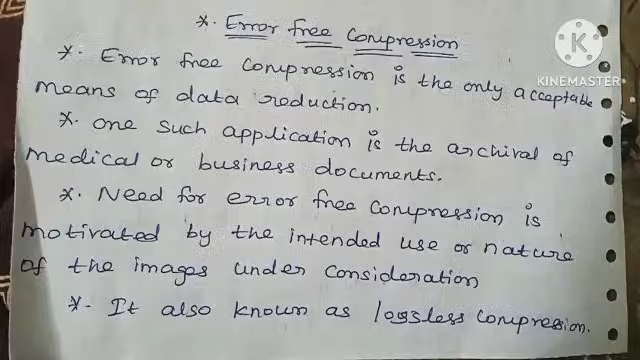 *. Error free compression
*. Error free compression is the only acceptable
means of data reduction.
*. one such application is the archival of
medical or business documents.
*. Need for error free compression is
motivated by the intended use or nature
of the images under consideration
*. It also known as lossless compression.
KINEMASTER